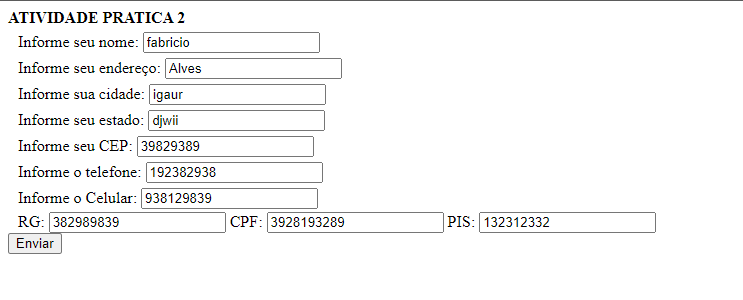 ATIVIDADE PRATICA 2
Informe seu nome: fabricio
Informe seu endereço: Alves
Informe sua cidade: igaur
Informe seu estado: djwii
Informe seu CEP: 39829389
Informe o telefone: 192382938
Informe o Celular: 938129839
RG: 382989839 CPF: 3928193289 PIS: 132312332
Enviar